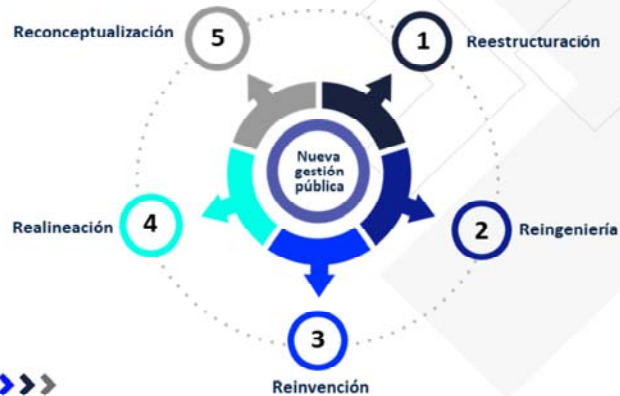 Reconceptualización
5
1
Reestructuración
Nueva
gestión
pública
Realineación
4
2
Reingeniería
3
Reinvención